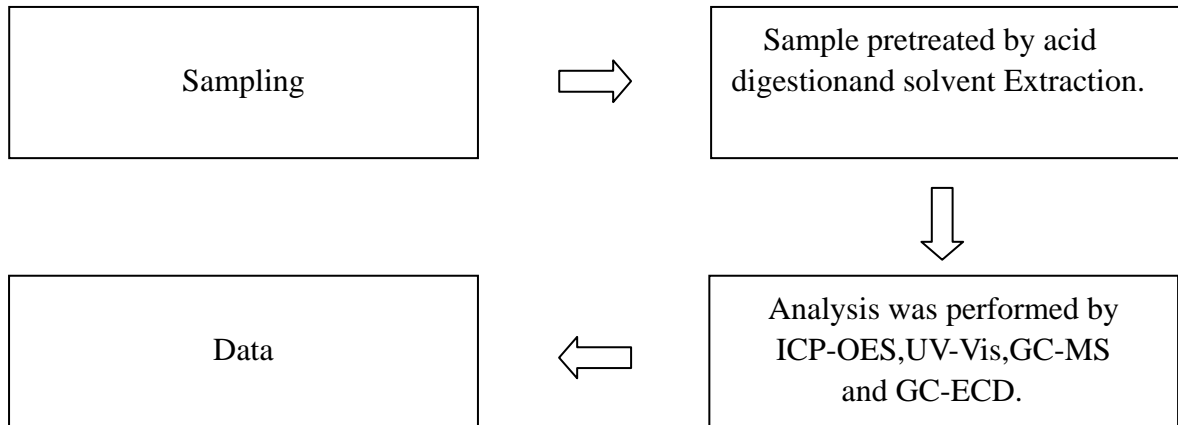 Sampling
Sample pretreated by acid
digestionand solvent Extraction.
Analysis was performed by
ICP-OES,UV-Vis,GC-MS
and GC-ECD.
Data